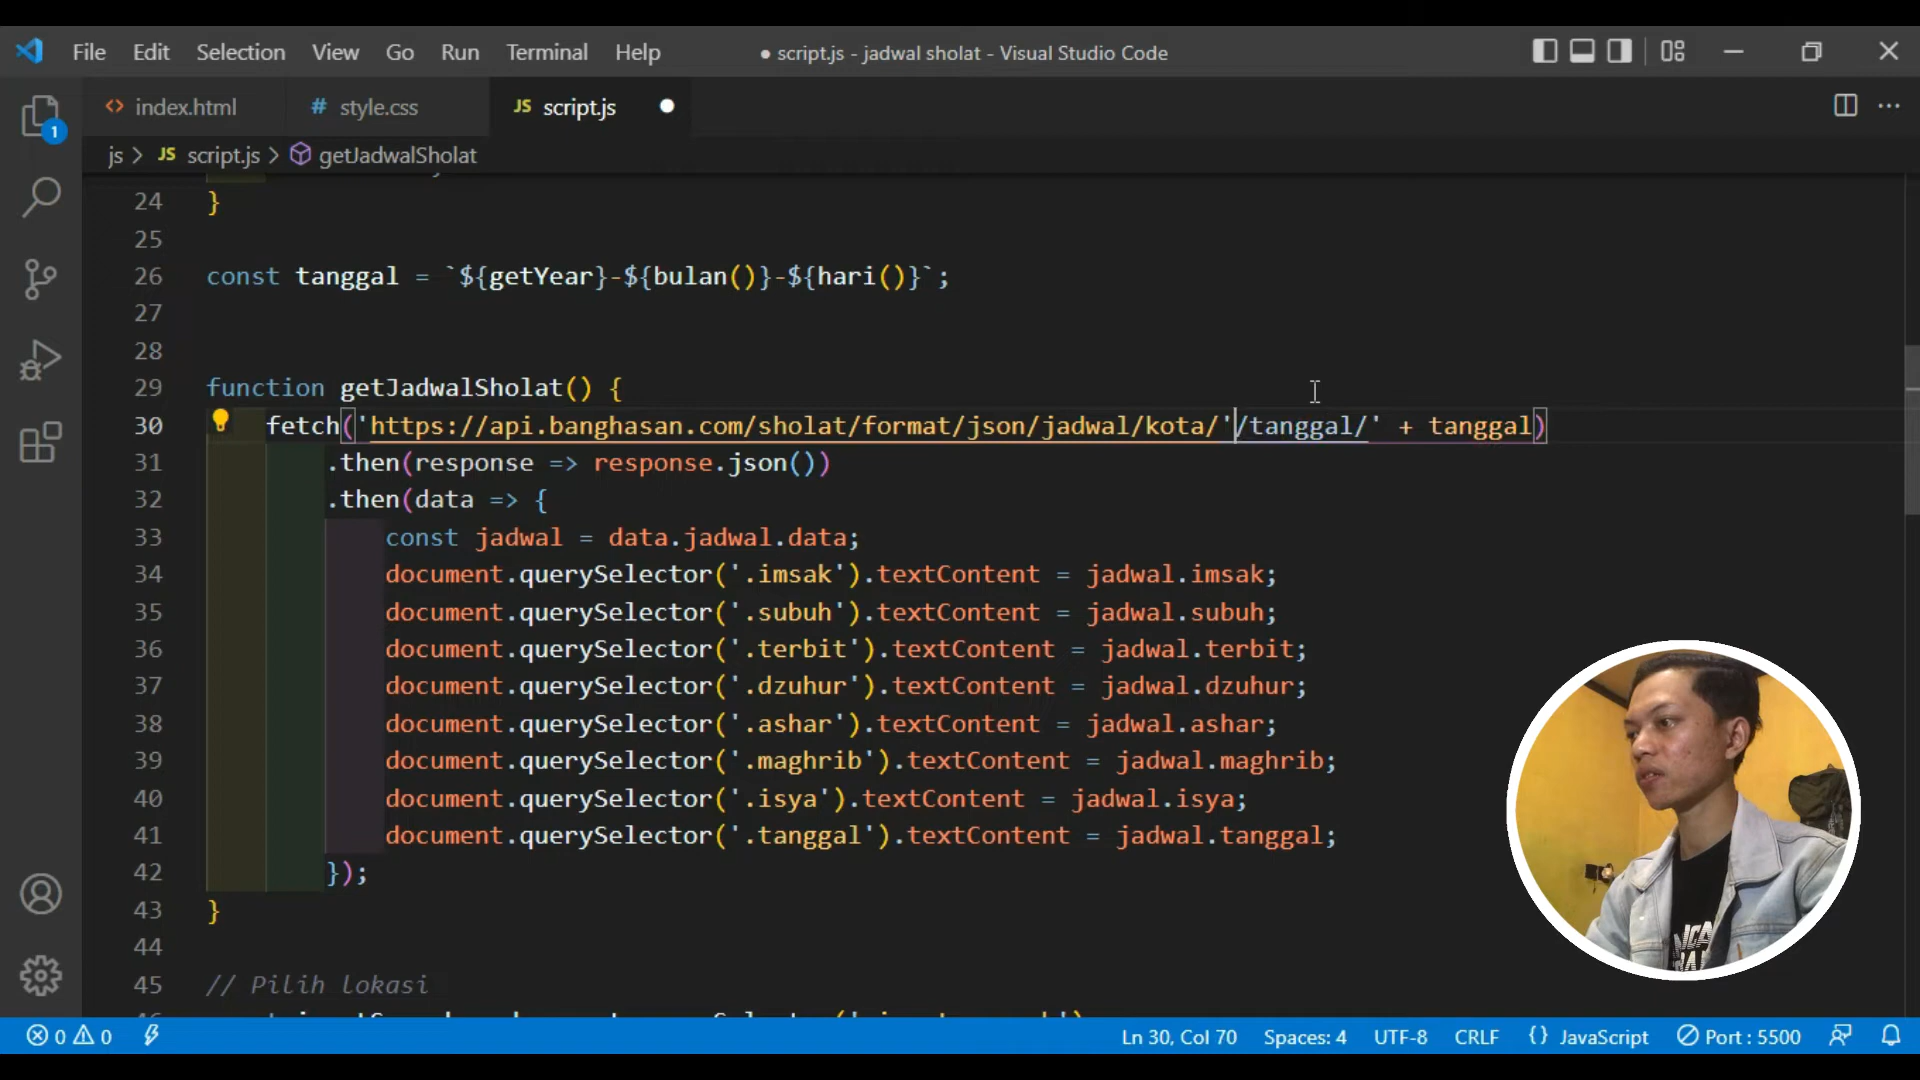 File Edit Selection View Go Run Terminal Help ● script.js - jadwal sholat - Visual Studio Code
<> index.html # style.css JS script.js ●
js > JS script.js > getJadwalSholat
1
24 }
25
26 const tanggal = `${getYear}-${bulan()}-${hari()}`;
27
28
29 function getJadwalSholat() {
30 fetch('https://api.banghasan.com/sholat/format/json/jadwal/kota/'/tanggal/' + tanggal)
31 .then(response => response.json())
32 .then(data => {
33 const jadwal = data.jadwal.data;
34 document.querySelector('.imsak').textContent = jadwal.imsak;
35 document.querySelector('.subuh').textContent = jadwal.subuh;
36 document.querySelector('.terbit').textContent = jadwal.terbit;
37 document.querySelector('.dzuhur').textContent = jadwal.dzuhur;
38 document.querySelector('.ashar').textContent = jadwal.ashar;
39 document.querySelector('.maghrib').textContent = jadwal.maghrib;
40 document.querySelector('.isya').textContent = jadwal.isya;
41 document.querySelector('.tanggal').textContent = jadwal.tanggal;
42 });
43 }
44
45 // Pilih lokasi
0 0 Ln 30, Col 70 Spaces: 4 UTF-8 CRLF {} JavaScript Port : 5500